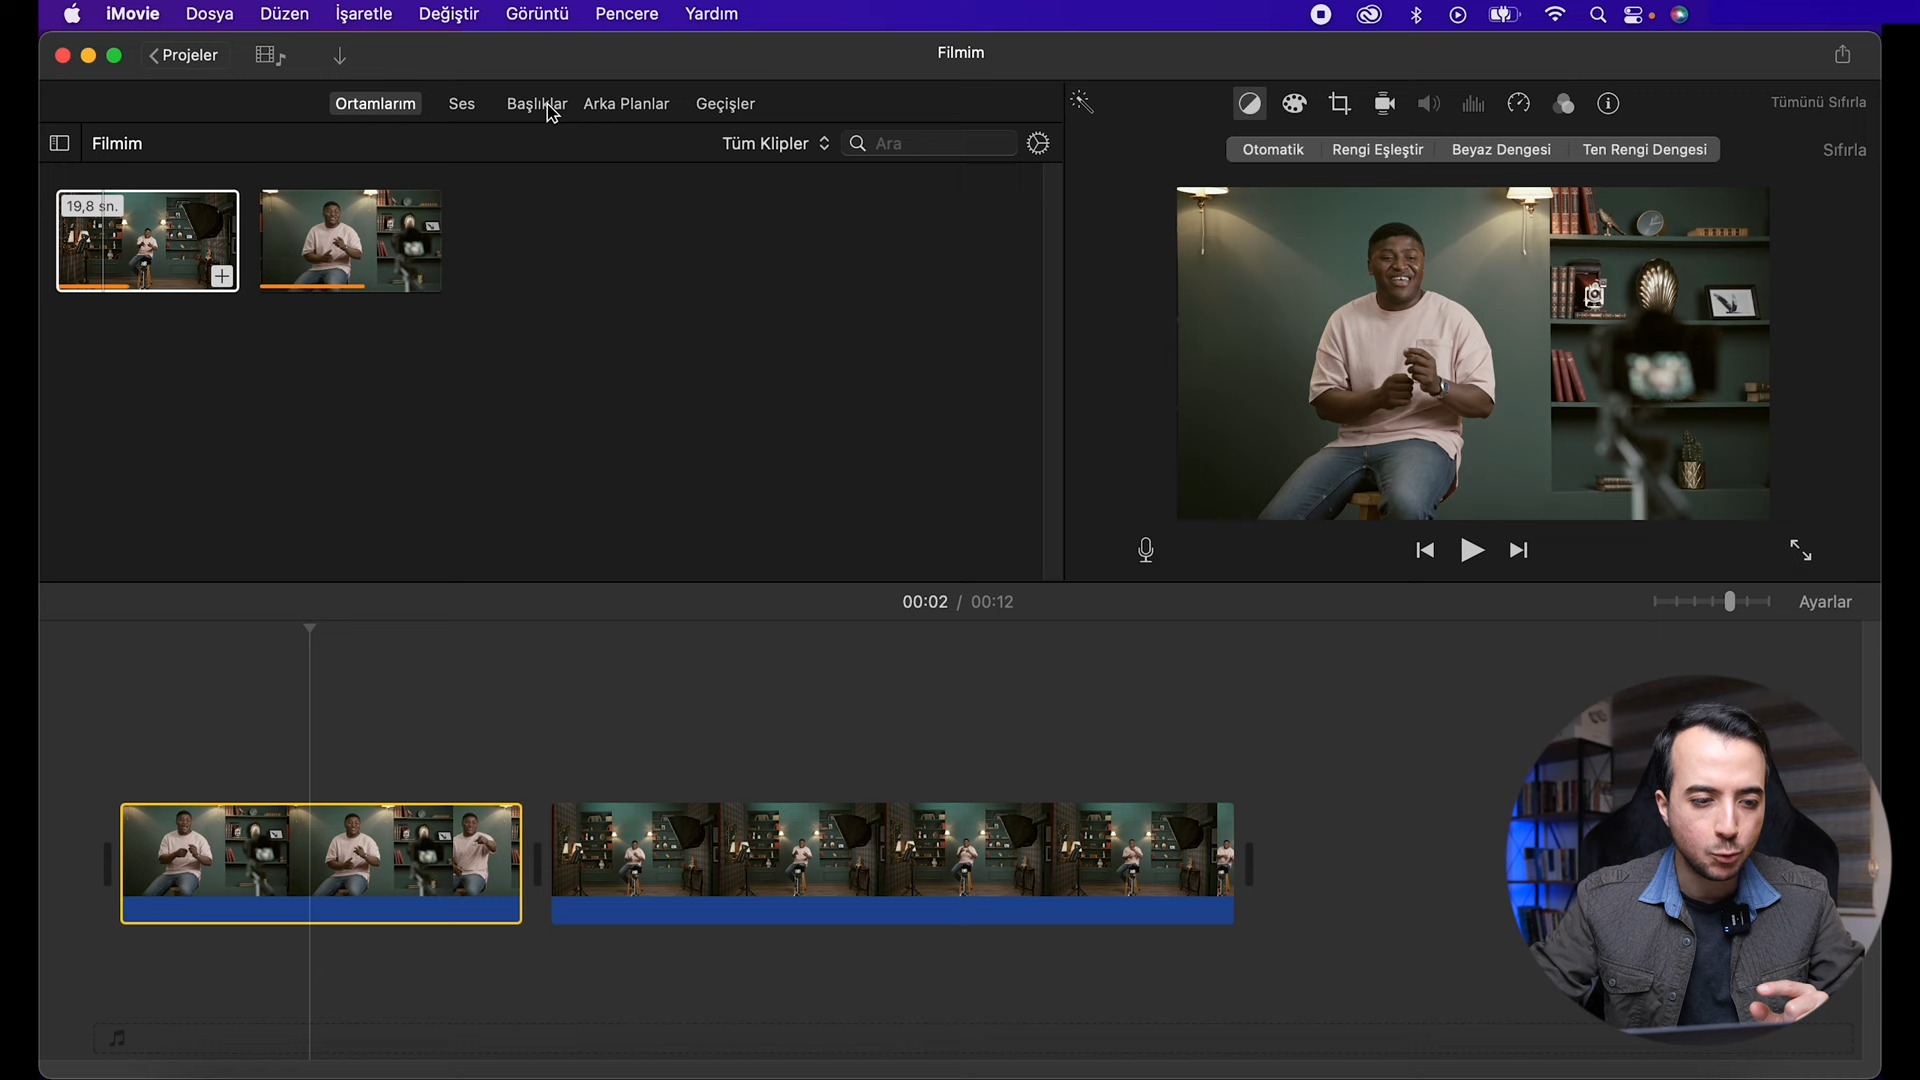 iMovie Dosya Düzen İşaretle Değiştir Görüntü Pencere Yardım
Projeler
Filmim
Ortamlarım Ses Başlıklar Arka Planlar Geçişler
Tümünü Sıfırla
Filmim
Tüm Klipler
Ara
Otomatik Rengi Eşleştir Beyaz Dengesi Ten Rengi Dengesi
Sıfırla
19,8 sn.
00:02 / 00:12
Ayarlar